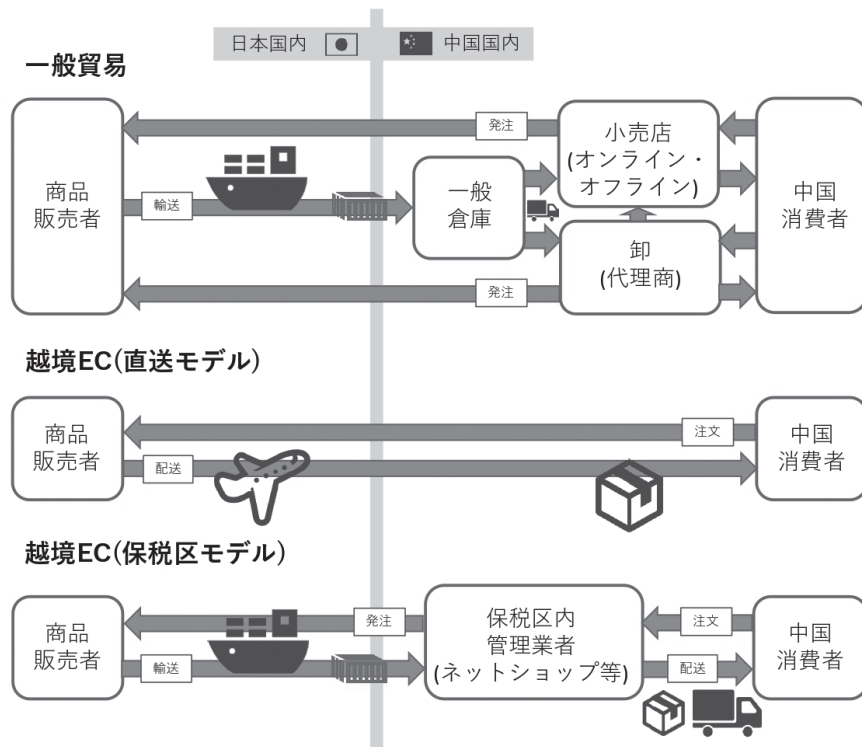 日本国内
中国国内
一般貿易
商品
販売者
発注
輸送
一般
倉庫
小売店
(オンライン・
オフライン)
卸
(代理商)
発注
中国
消費者
越境EC(直送モデル)
商品
販売者
注文
配送
中国
消費者
越境EC(保税区モデル)
商品
販売者
発注
輸送
保税区内
管理業者
(ネットショップ等)
注文
配送
中国
消費者